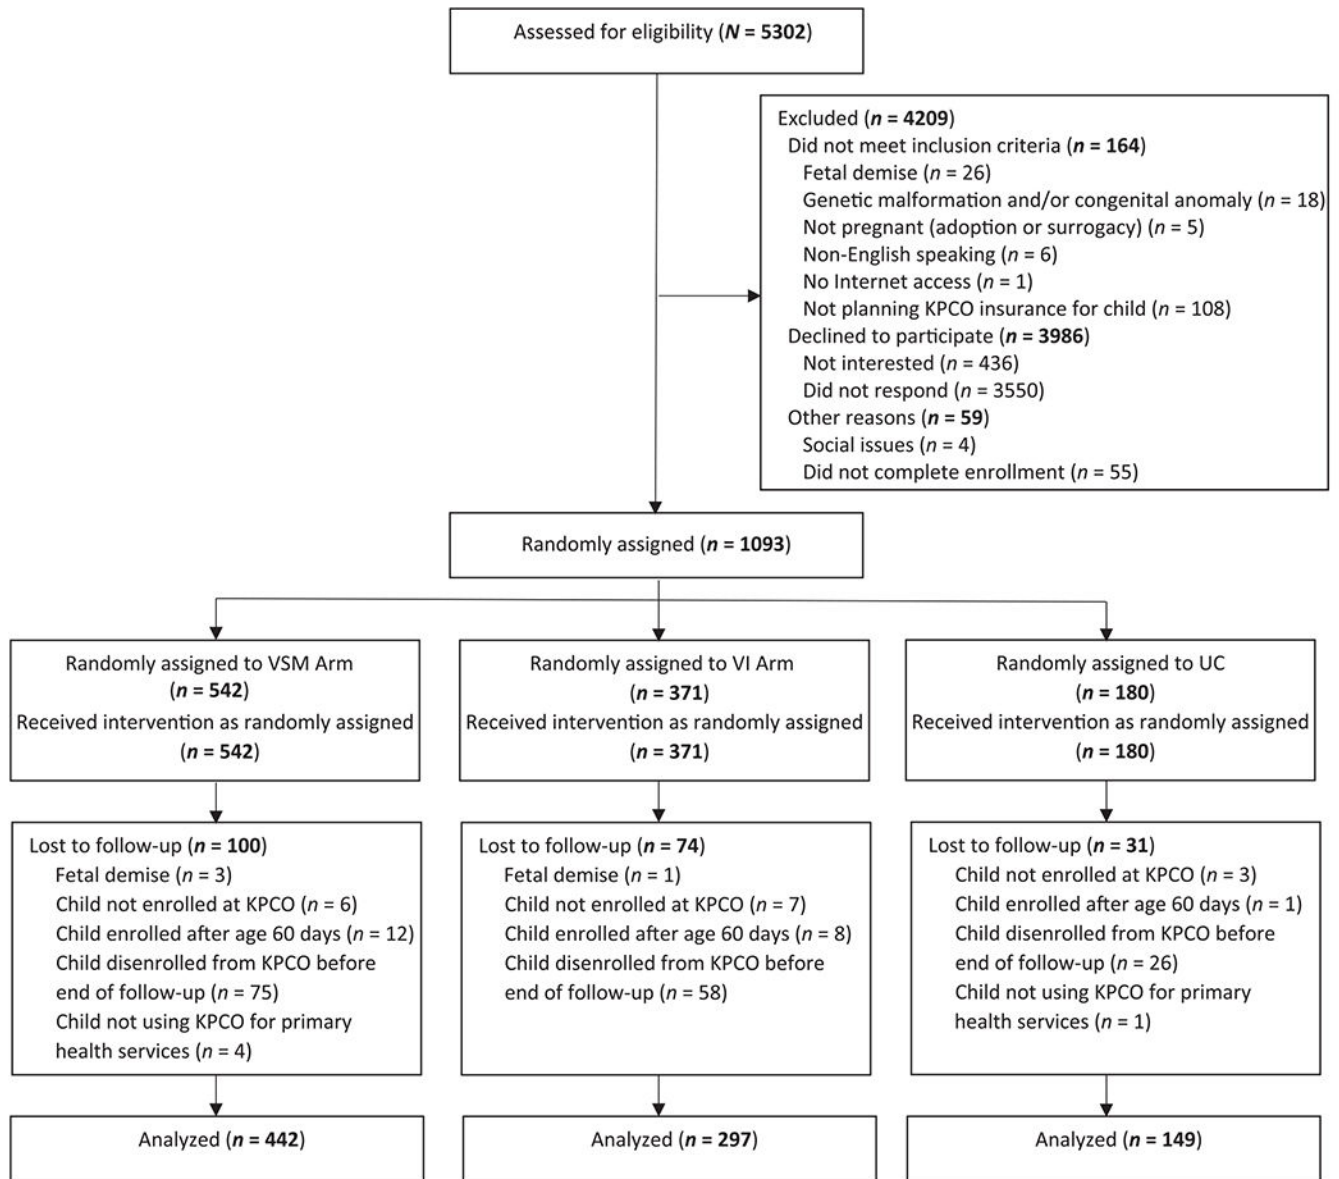 Assessed for eligibility (N = 5302)
Excluded (n = 4209)
Did not meet inclusion criteria (n = 164)
Fetal demise (n = 26)
Genetic malformation and/or congenital anomaly (n = 18)
Not pregnant (adoption or surrogacy) (n = 5)
Non-English speaking (n = 6)
No Internet access (n = 1)
Not planning KPCO insurance for child (n = 108)
Declined to participate (n = 3986)
Not interested (n = 436)
Did not respond (n = 3550)
Other reasons (n = 59)
Social issues (n = 4)
Did not complete enrollment (n = 55)
Randomly assigned (n = 1093)
Randomly assigned to VSM Arm
(n = 542)
Received intervention as randomly assigned
(n = 542)
Randomly assigned to VI Arm
(n = 371)
Received intervention as randomly assigned
(n = 371)
Randomly assigned to UC
(n = 180)
Received intervention as randomly assigned
(n = 180)
Lost to follow-up (n = 100)
Fetal demise (n = 3)
Child not enrolled at KPCO (n = 6)
Child enrolled after age 60 days (n = 12)
Child disenrolled from KPCO before
end of follow-up (n = 75)
Child not using KPCO for primary
health services (n = 4)
Lost to follow-up (n = 74)
Fetal demise (n = 1)
Child not enrolled at KPCO (n = 7)
Child enrolled after age 60 days (n = 8)
Child disenrolled from KPCO before
end of follow-up (n = 58)
Lost to follow-up (n = 31)
Child not enrolled at KPCO (n = 3)
Child enrolled after age 60 days (n = 1)
Child disenrolled from KPCO before
end of follow-up (n = 26)
Child not using KPCO for primary
health services (n = 1)
Analyzed (n = 442)
Analyzed (n = 297)
Analyzed (n = 149)